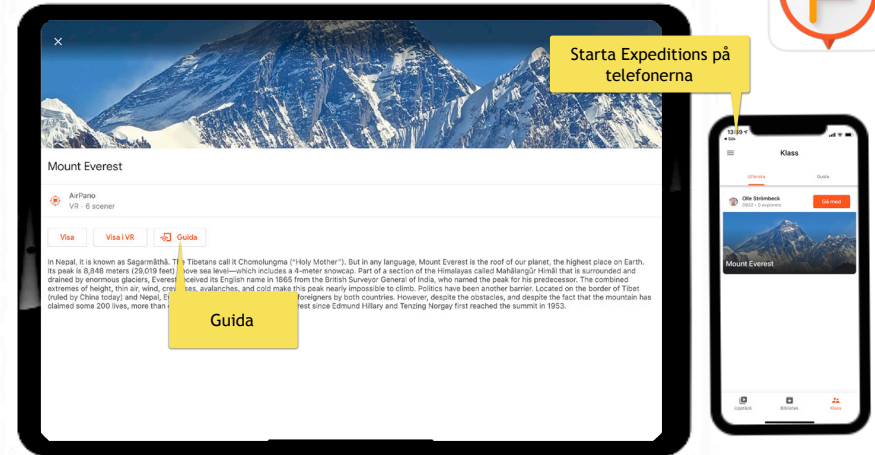 Starta Expeditions på
telefonerna
Mount Everest
AirPano
VR - 6 scener
Visa
Visa i VR
Guida
In Nepal, it is known as Sagarmāthā. The Tibetans call it Chomolungma ("Holy Mother"). But in any language, Mount Everest is the roof of our planet, the highest place on Earth.
Its peak is 8,848 meters (29,019 feet) above sea level—which includes a 4-meter snowcap. Part of a section of the Himalayas called Mahālangūr Himāl that is surrounded and
drained by enormous glaciers, Everest received its English name in 1865 from the British Surveyor General of India, who named the peak for his predecessor. The combined
extremes of height, thin air, wind, crevasses, avalanches, and cold make this peak nearly impossible to climb. Politics have been another barrier. Located on the border of Tibet
(ruled by China today) and Nepal, foreigners by both countries. However, despite the obstacles, and despite the fact that the mountain has
claimed some 200 lives, more than since Edmund Hillary and Tenzing Norgay first reached the summit in 1953.
Guida
Sök
Klass
Utforska
Guida
Olle Strömbeck
0902 • 0 explorers
Gå med
Mount Everest
Upptäck
Bibliotek
Klass